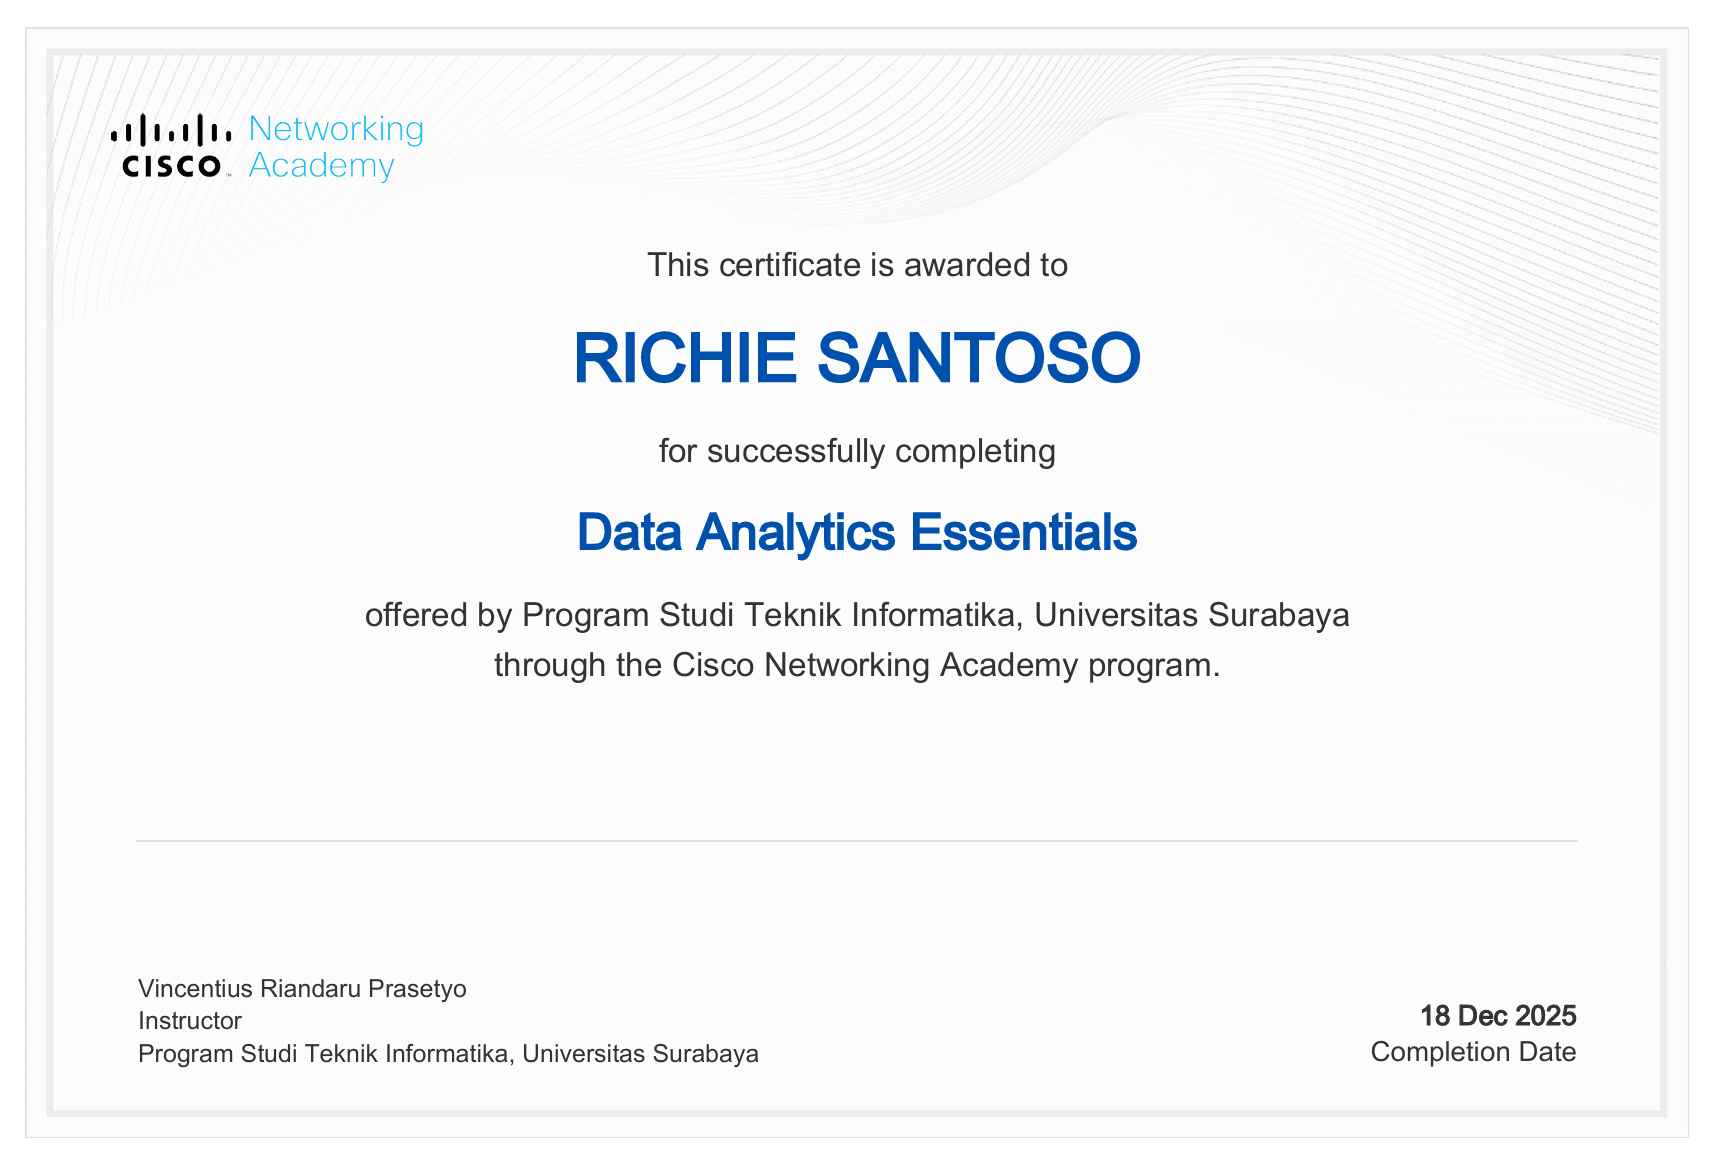 Networking
CISCO™ Academy
This certificate is awarded to
RICHIE SANTOSO
for successfully completing
Data Analytics Essentials
offered by Program Studi Teknik Informatika, Universitas Surabaya
through the Cisco Networking Academy program.
Vincentius Riandaru Prasetyo
Instructor
Program Studi Teknik Informatika, Universitas Surabaya
18 Dec 2025
Completion Date